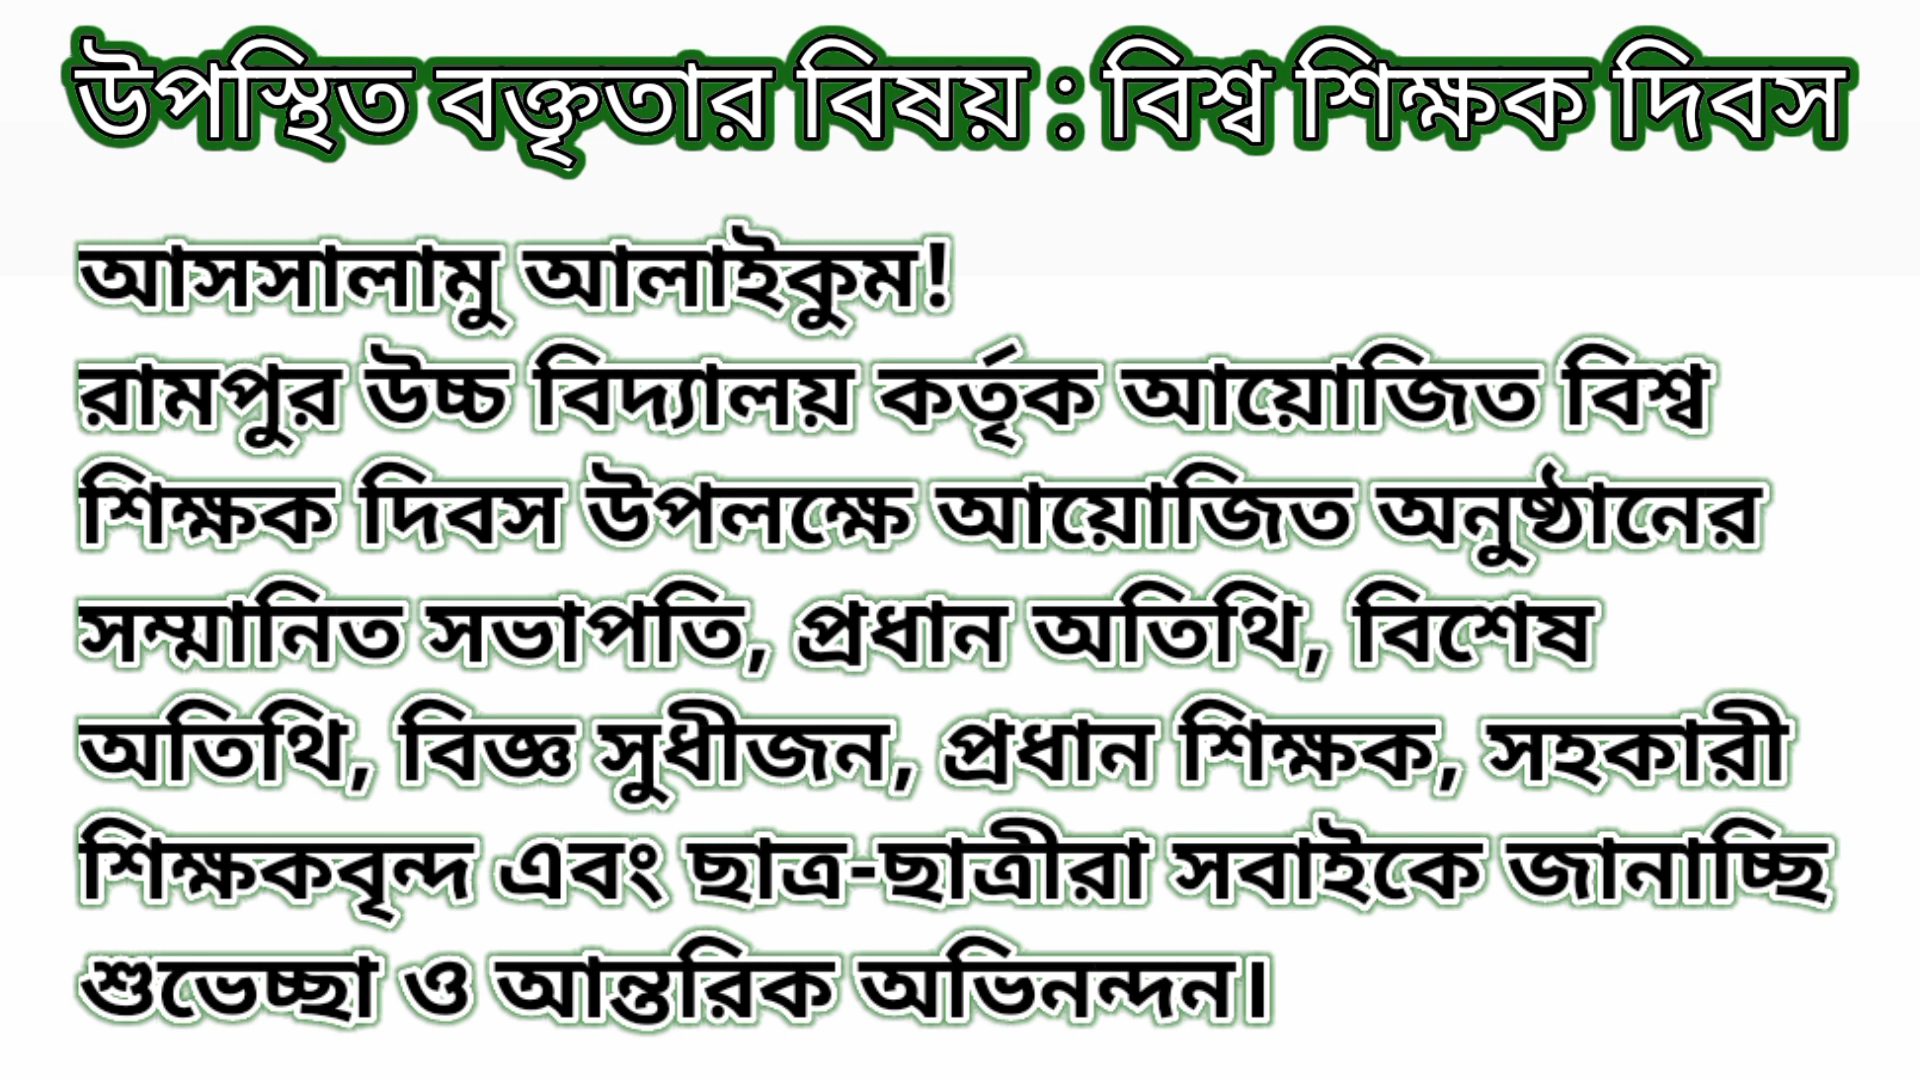 উপস্থিত বক্তৃতার বিষয় : বিশ্ব শিক্ষক দিবস
আসসালামু আলাইকুম!
রামপুর উচ্চ বিদ্যালয় কর্তৃক আয়োজিত বিশ্ব
শিক্ষক দিবস উপলক্ষে আয়োজিত অনুষ্ঠানের
সম্মানিত সভাপতি, প্রধান অতিথি, বিশেষ
অতিথি, বিজ্ঞ সুধীজন, প্রধান শিক্ষক, সহকারী
শিক্ষকবৃন্দ এবং ছাত্র-ছাত্রীরা সবাইকে জানাচ্ছি
শুভেচ্ছা ও আন্তরিক অভিনন্দন।